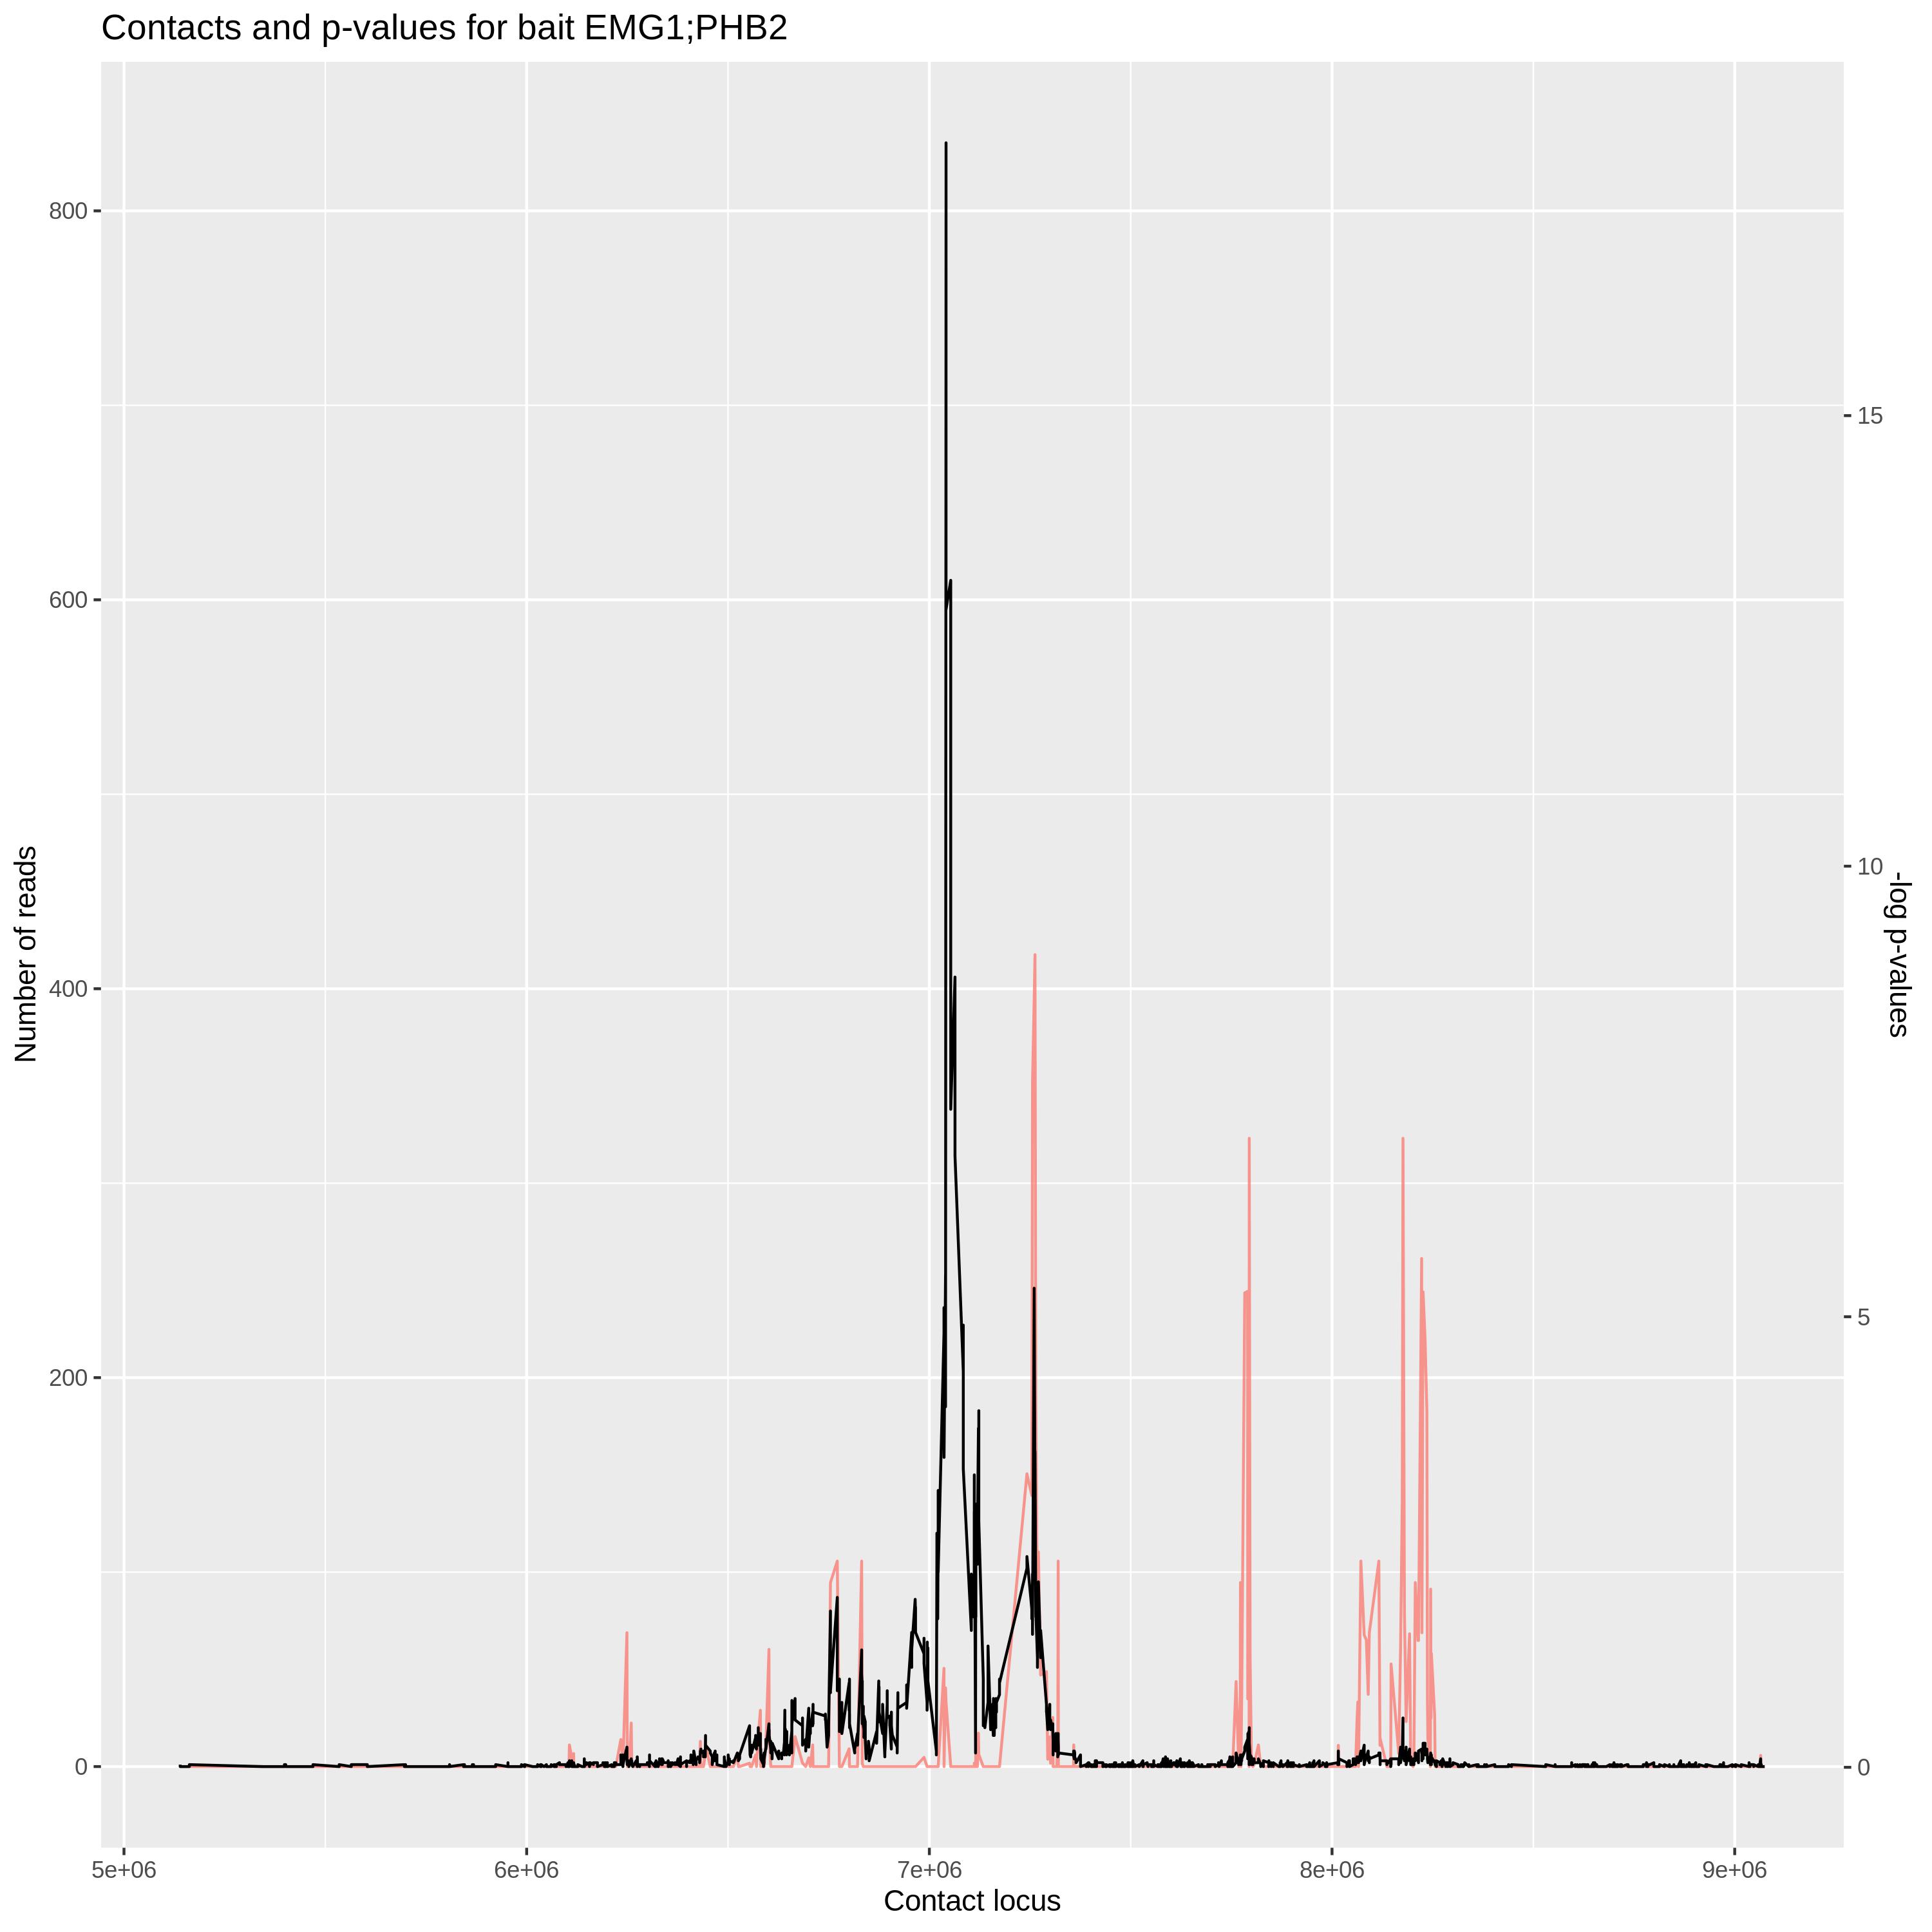 Contacts and p-values for bait EMG1;PHB2
800
600
400
200
0
Number of reads
15
10
5
0
-log p-values
5e+06
6e+06
7e+06
8e+06
9e+06
Contact locus